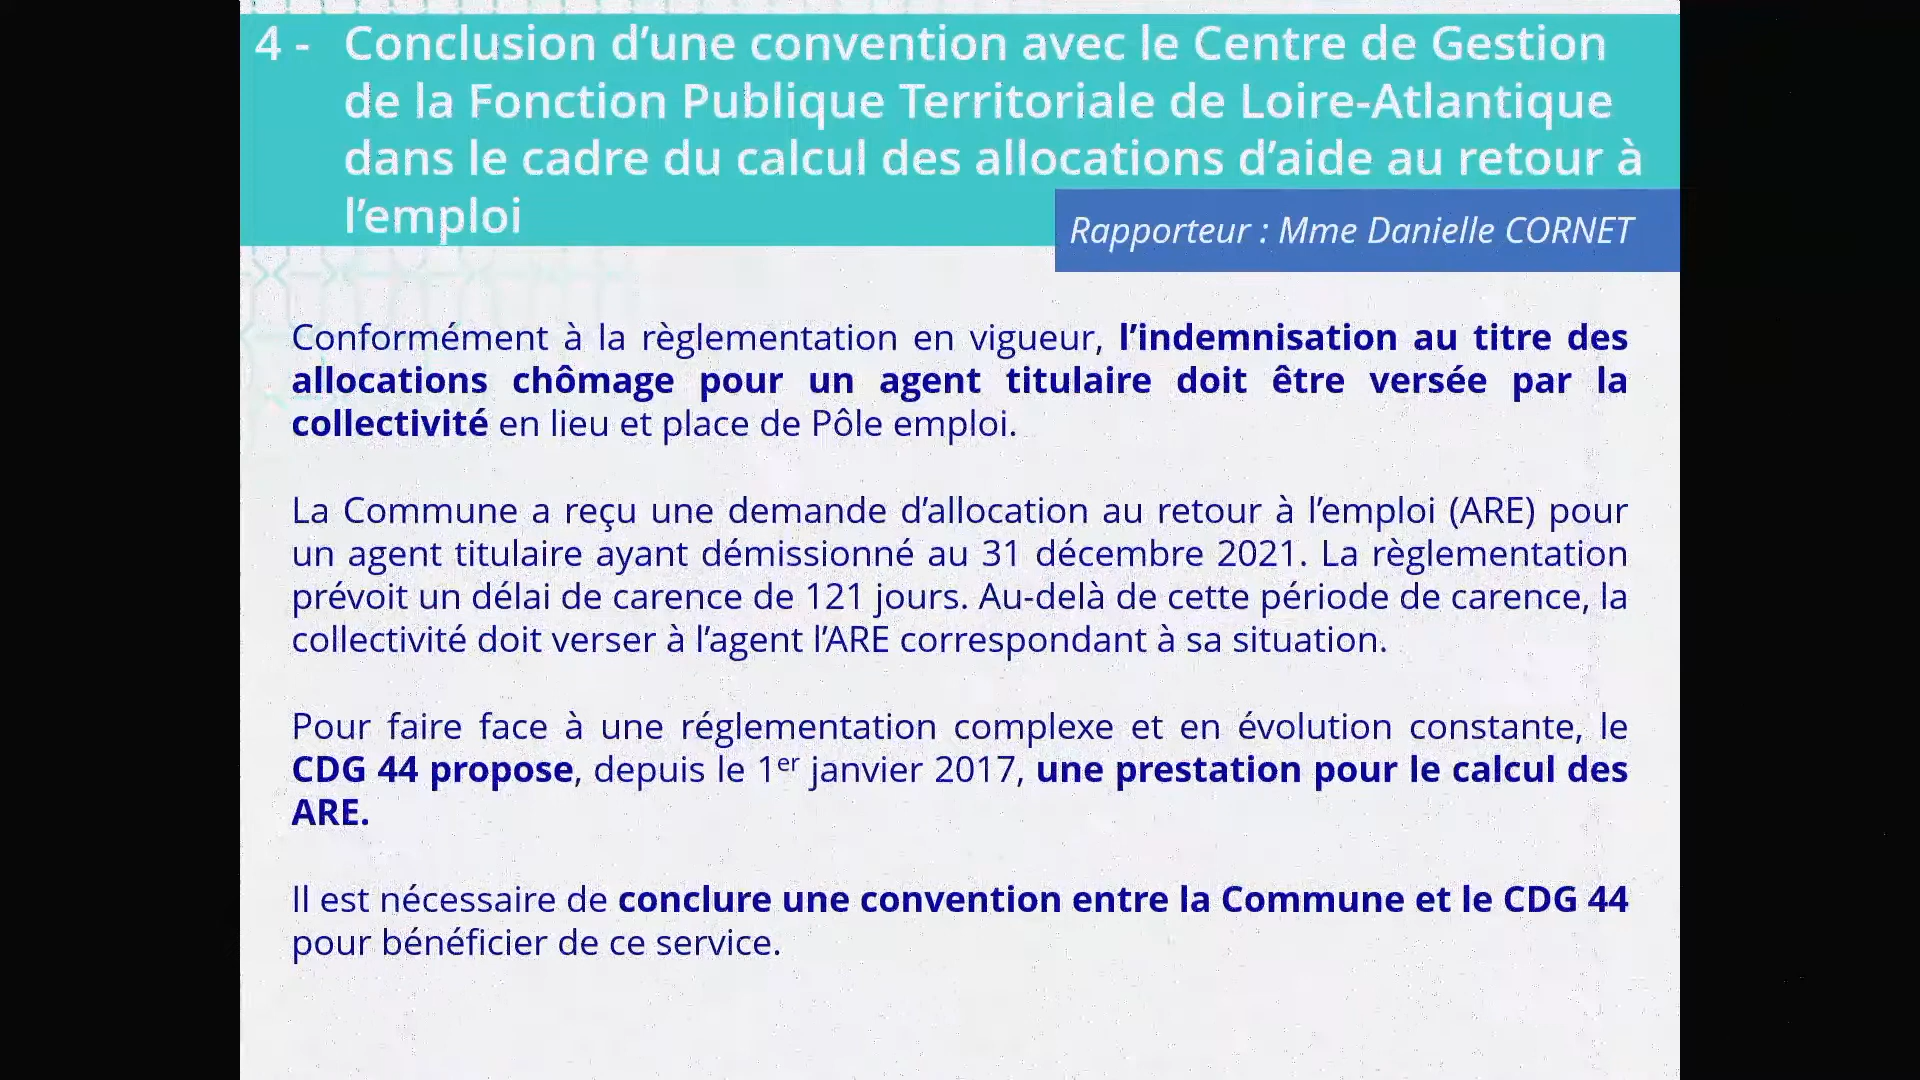 4 - Conclusion d’une convention avec le Centre de Gestion
de la Fonction Publique Territoriale de Loire-Atlantique
dans le cadre du calcul des allocations d’aide au retour à
l’emploi
Rapporteur : Mme Danielle CORNET
Conformément à la règlementation en vigueur, l’indemnisation au titre des
allocations chômage pour un agent titulaire doit être versée par la
collectivité en lieu et place de Pôle emploi.
La Commune a reçu une demande d’allocation au retour à l’emploi (ARE) pour
un agent titulaire ayant démissionné au 31 décembre 2021. La règlementation
prévoit un délai de carence de 121 jours. Au-delà de cette période de carence, la
collectivité doit verser à l’agent l’ARE correspondant à sa situation.
Pour faire face à une réglementation complexe et en évolution constante, le
CDG 44 propose, depuis le 1er janvier 2017, une prestation pour le calcul des
ARE.
Il est nécessaire de conclure une convention entre la Commune et le CDG 44
pour bénéficier de ce service.